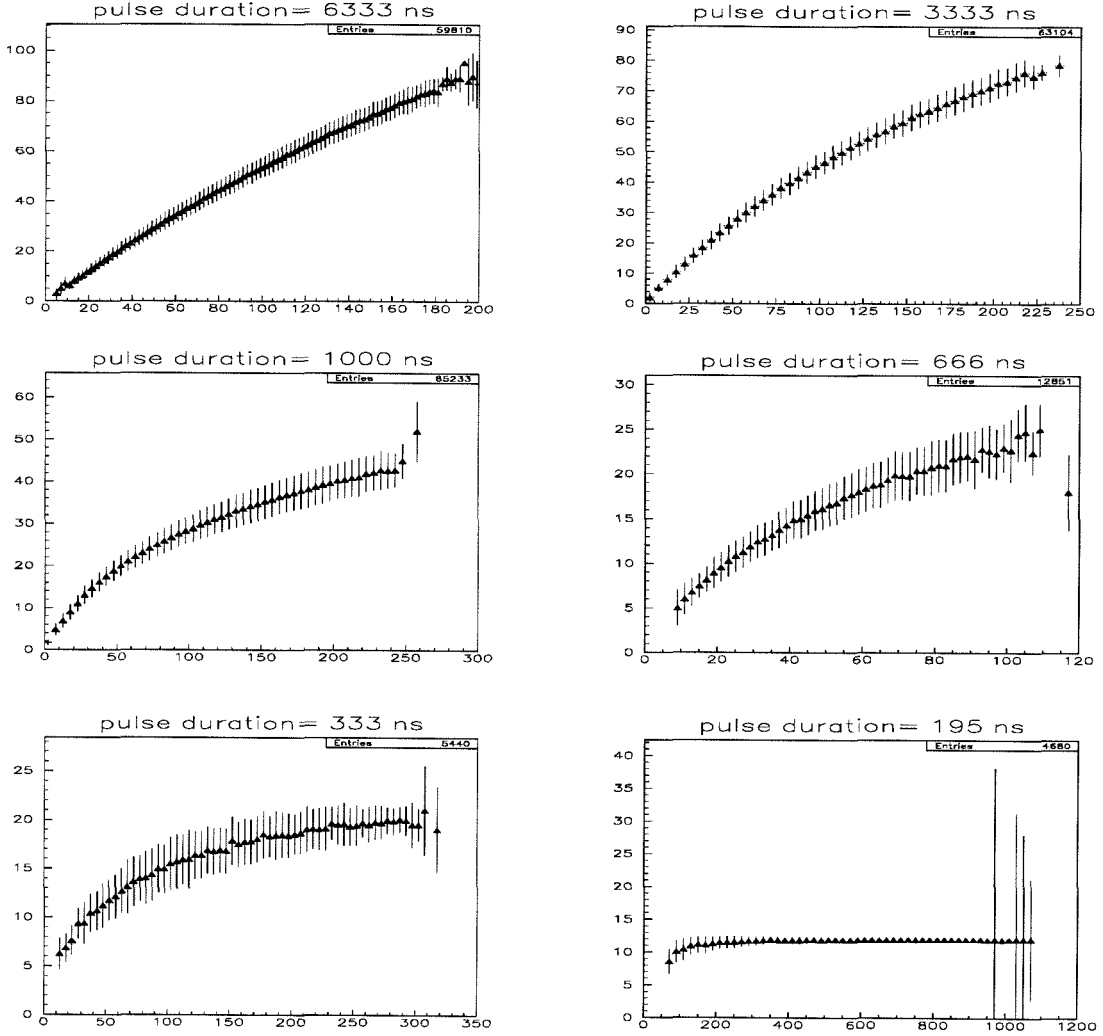 pulse duration= 6333 ns
Entries 59810
100
80
60
40
20
0
0 20 40 60 80 100 120 140 160 180 200
pulse duration= 3333 ns
Entries 63104
90
80
70
60
50
40
30
20
10
0
0 25 50 75 100 125 150 175 200 225 250
pulse duration= 1000 ns
Entries 85233
60
50
40
30
20
10
0
0 50 100 150 200 250 300
pulse duration= 666 ns
Entries 12851
30
25
20
15
10
5
0
0 20 40 60 80 100 120
pulse duration= 333 ns
Entries 5440
25
20
15
10
5
0
0 50 100 150 200 250 300 350
pulse duration= 195 ns
Entries 4660
40
35
30
25
20
15
10
5
0
0 200 400 600 800 1000 1200